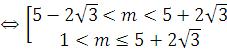 ⇔ [ 5 − 2√3 < m < 5 + 2√3
1 < m ≤ 5 + 2√3